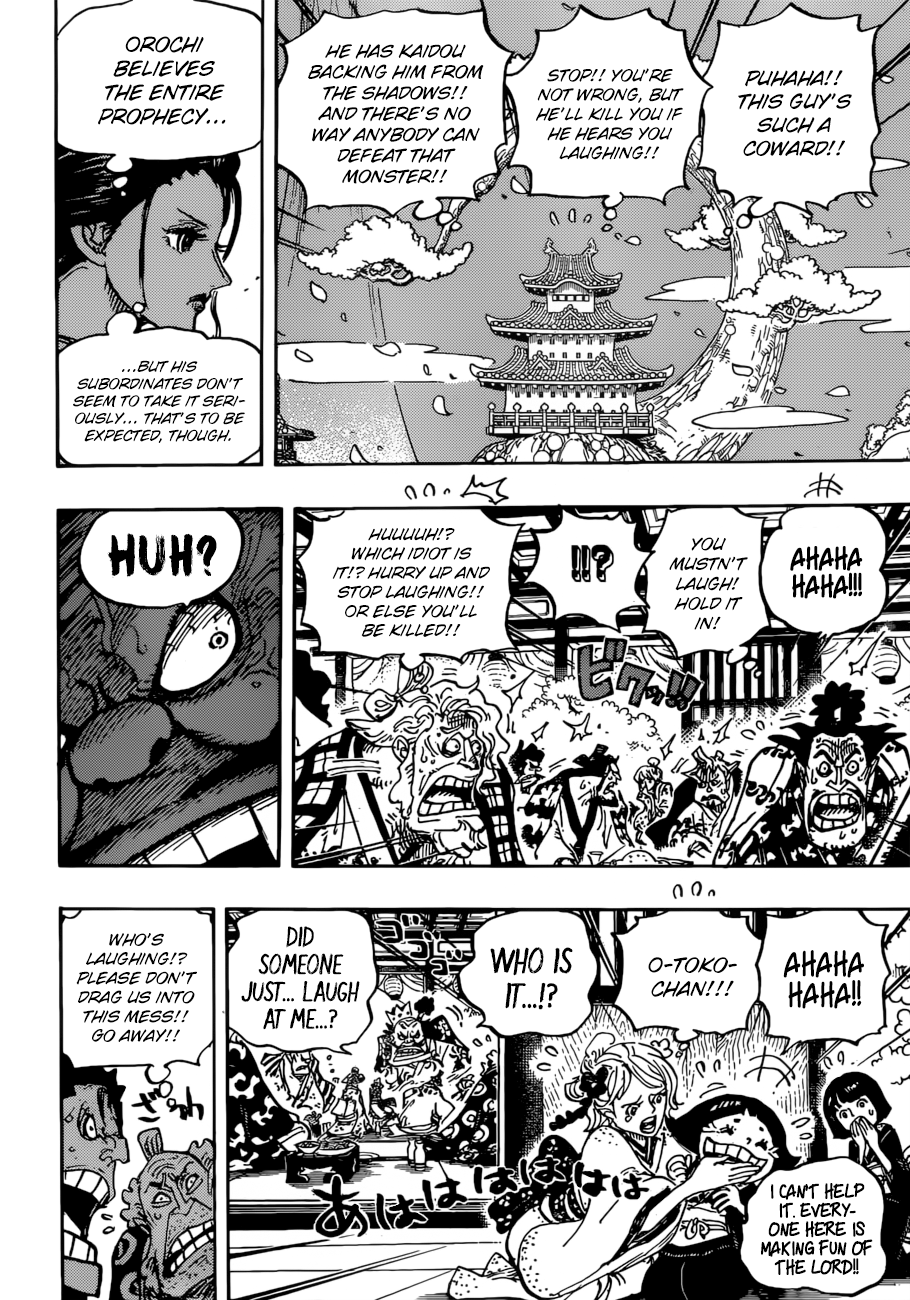 PUHAHA!!
THIS GUY'S
SUCH A
COWARD!!
STOP!! YOU'RE
NOT WRONG, BUT
HE'LL KILL YOU IF
HE HEARS YOU
LAUGHING!!
HE HAS KAIDOU
BACKING HIM FROM
THE SHADOWS!!
AND THERE'S NO
WAY ANYBODY CAN
DEFEAT THAT
MONSTER!!
OROCHI
BELIEVES
THE ENTIRE
PROPHECY...
...BUT HIS
SUBORDINATES DON'T
SEEM TO TAKE IT SERI-
OUSLY... THAT'S TO BE
EXPECTED, THOUGH.
AHAHA
HAHA!!!
YOU
MUSTN'T
LAUGH!
HOLD IT
IN!
!!?
ビクッ!!
HUUUUH!?
WHICH IDIOT IS
IT!? HURRY UP AND
STOP LAUGHING!!
OR ELSE YOU'LL
BE KILLED!!
HUH?
AHAHA
HAHA!!
O-TOKO-
CHAN!!!
WHO IS
IT...!?
DID
SOMEONE
JUST... LAUGH
AT ME...?
ゴゴゴゴ
あはははははは
I CAN'T HELP
IT. EVERY-
ONE HERE IS
MAKING FUN OF
THE LORD!!
WHO'S
LAUGHING!?
PLEASE DON'T
DRAG US INTO
THIS MESS!!
GO AWAY!!